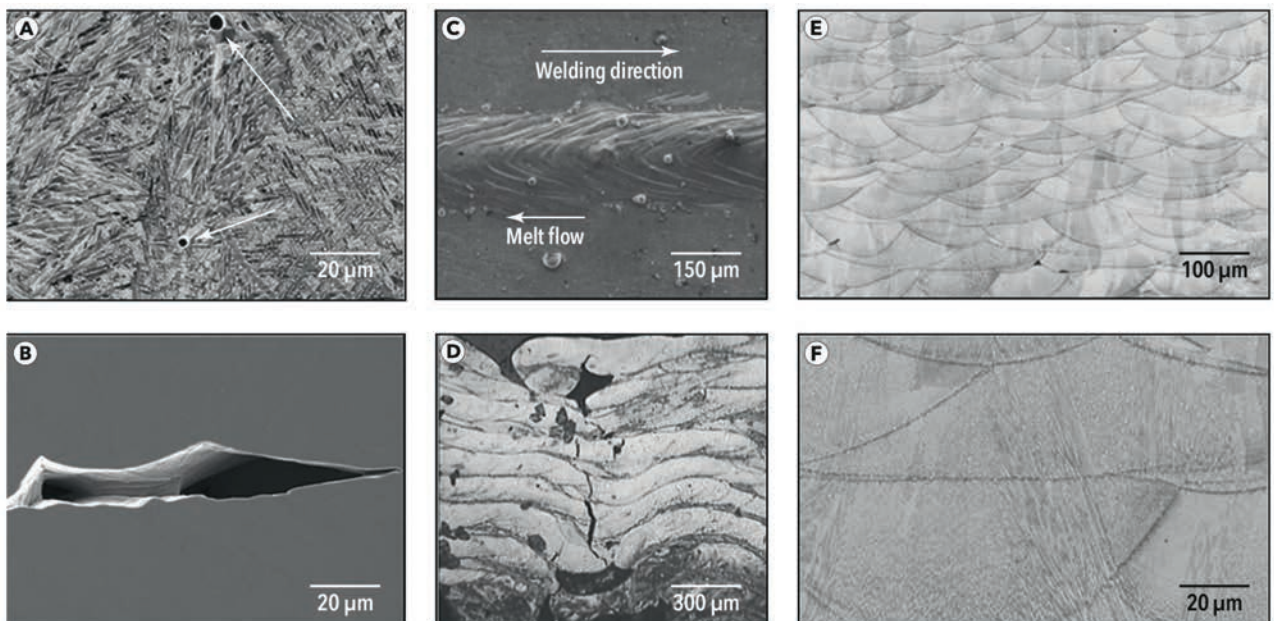 A
20 µm
B
20 µm
C
Welding direction
Melt flow
150 µm
D
300 µm
E
100 µm
F
20 µm